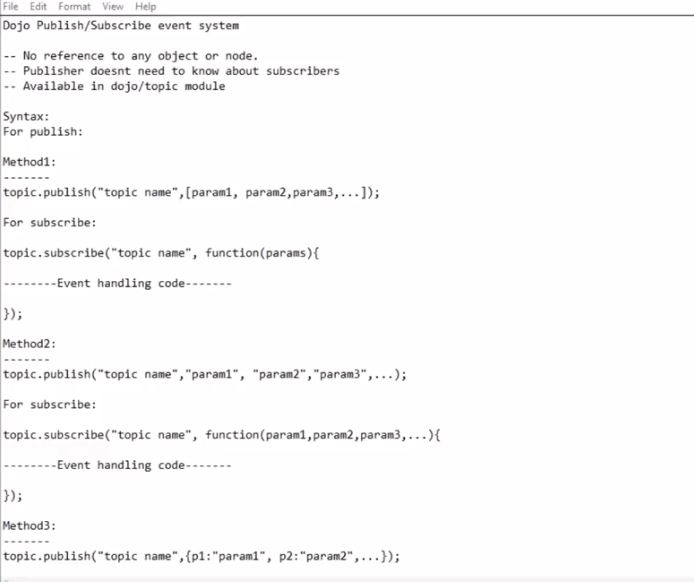 File Edit Format View Help
Dojo Publish/Subscribe event system
-- No reference to any object or node.
-- Publisher doesnt need to know about subscribers
-- Available in dojo/topic module
Syntax:
For publish:
Method1:
-------
topic.publish("topic name",[param1, param2,param3,...]);
For subscribe:
topic.subscribe("topic name", function(params){
--------Event handling code-------
});
Method2:
-------
topic.publish("topic name","param1", "param2","param3",...);
For subscribe:
topic.subscribe("topic name", function(param1,param2,param3,...){
--------Event handling code-------
});
Method3:
-------
topic.publish("topic name",{p1:"param1", p2:"param2",...});